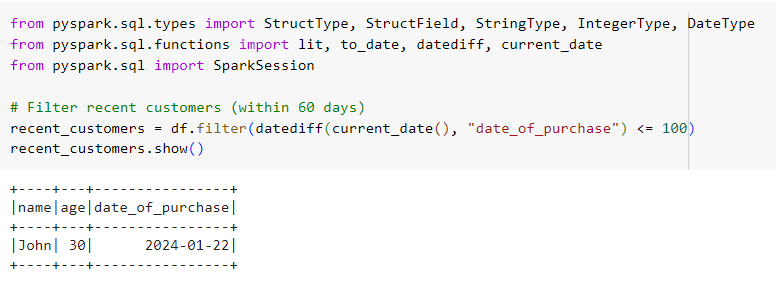 from pyspark.sql.types import StructType, StructField, StringType, IntegerType, DateType
from pyspark.sql.functions import lit, to_date, datediff, current_date
from pyspark.sql import SparkSession
# Filter recent customers (within 60 days)
recent_customers = df.filter(datediff(current_date(), "date_of_purchase") <= 100)
recent_customers.show()
+----+---+----------------+
|name|age|date_of_purchase|
+----+---+----------------+
|John| 30|      2024-01-22|
+----+---+----------------+